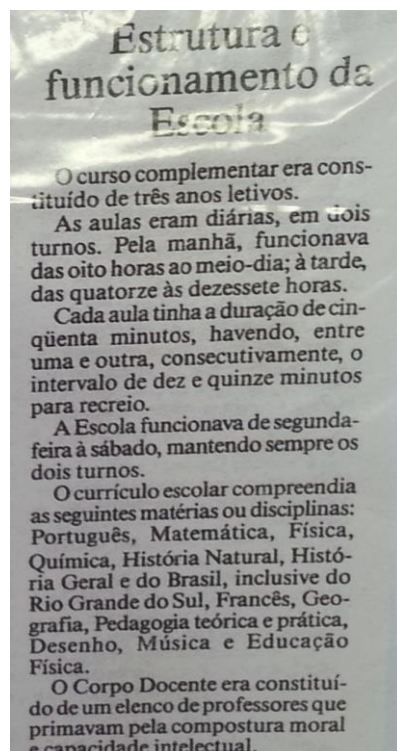 Estrutura e
funcionamento da
Escola
O curso complementar era cons-
tituído de três anos letivos.
As aulas eram diárias, em dois
turnos. Pela manhã, funcionava
das oito horas ao meio-dia; à tarde,
das quatorze às dezessete horas.
Cada aula tinha a duração de cin-
qüenta minutos, havendo, entre
uma e outra, consecutivamente, o
intervalo de dez e quinze minutos
para recreio.
A Escola funcionava de segunda-
feira à sábado, mantendo sempre os
dois turnos.
O currículo escolar compreendia
as seguintes matérias ou disciplinas:
Português, Matemática, Física,
Química, História Natural, Histó-
ria Geral e do Brasil, inclusive do
Rio Grande do Sul, Francês, Geo-
grafia, Pedagogia teórica e prática,
Desenho, Música e Educação
Física.
O Corpo Docente era constituí-
do de um elenco de professores que
primavam pela compostura moral
e capacidade intelectual.